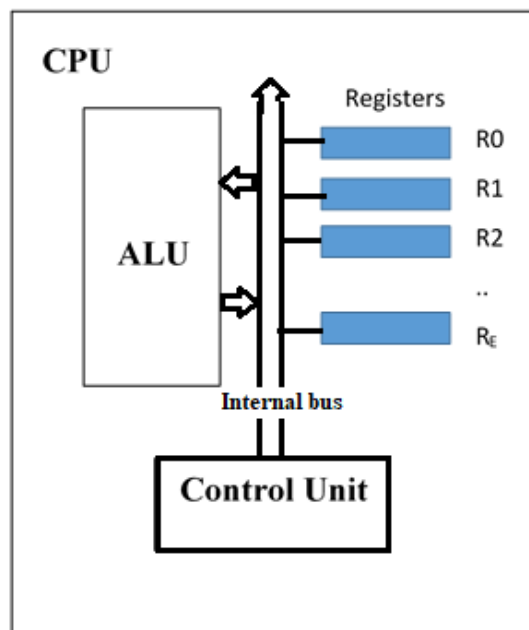 CPU
Registers
R0
R1
ALU
R2
..
RE
Internal bus
Control Unit